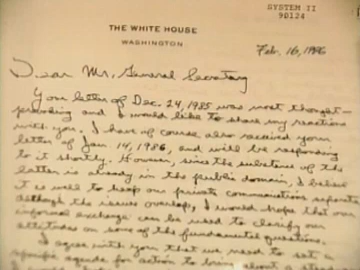 SYSTEM II
90124
THE WHITE HOUSE
WASHINGTON
Feb. 16, 1986
Dear Mr. General Secretary
Your letter of Dec. 24, 1985 was most thought-
provoking and I would like to share my reactions
with you. I have of course also received your
letter of Jan 14, 1986, and will be responding
to it shortly. However, since the substance of the
latter is already in the public domain, I believe
it is well to keep our private communications separate.
Although the issues overlap, I would hope that our
informal exchange can be used to clarify our
attitudes on some of the fundamental questions.
I agree with you that we need to set a
specific agenda for action to bring about a